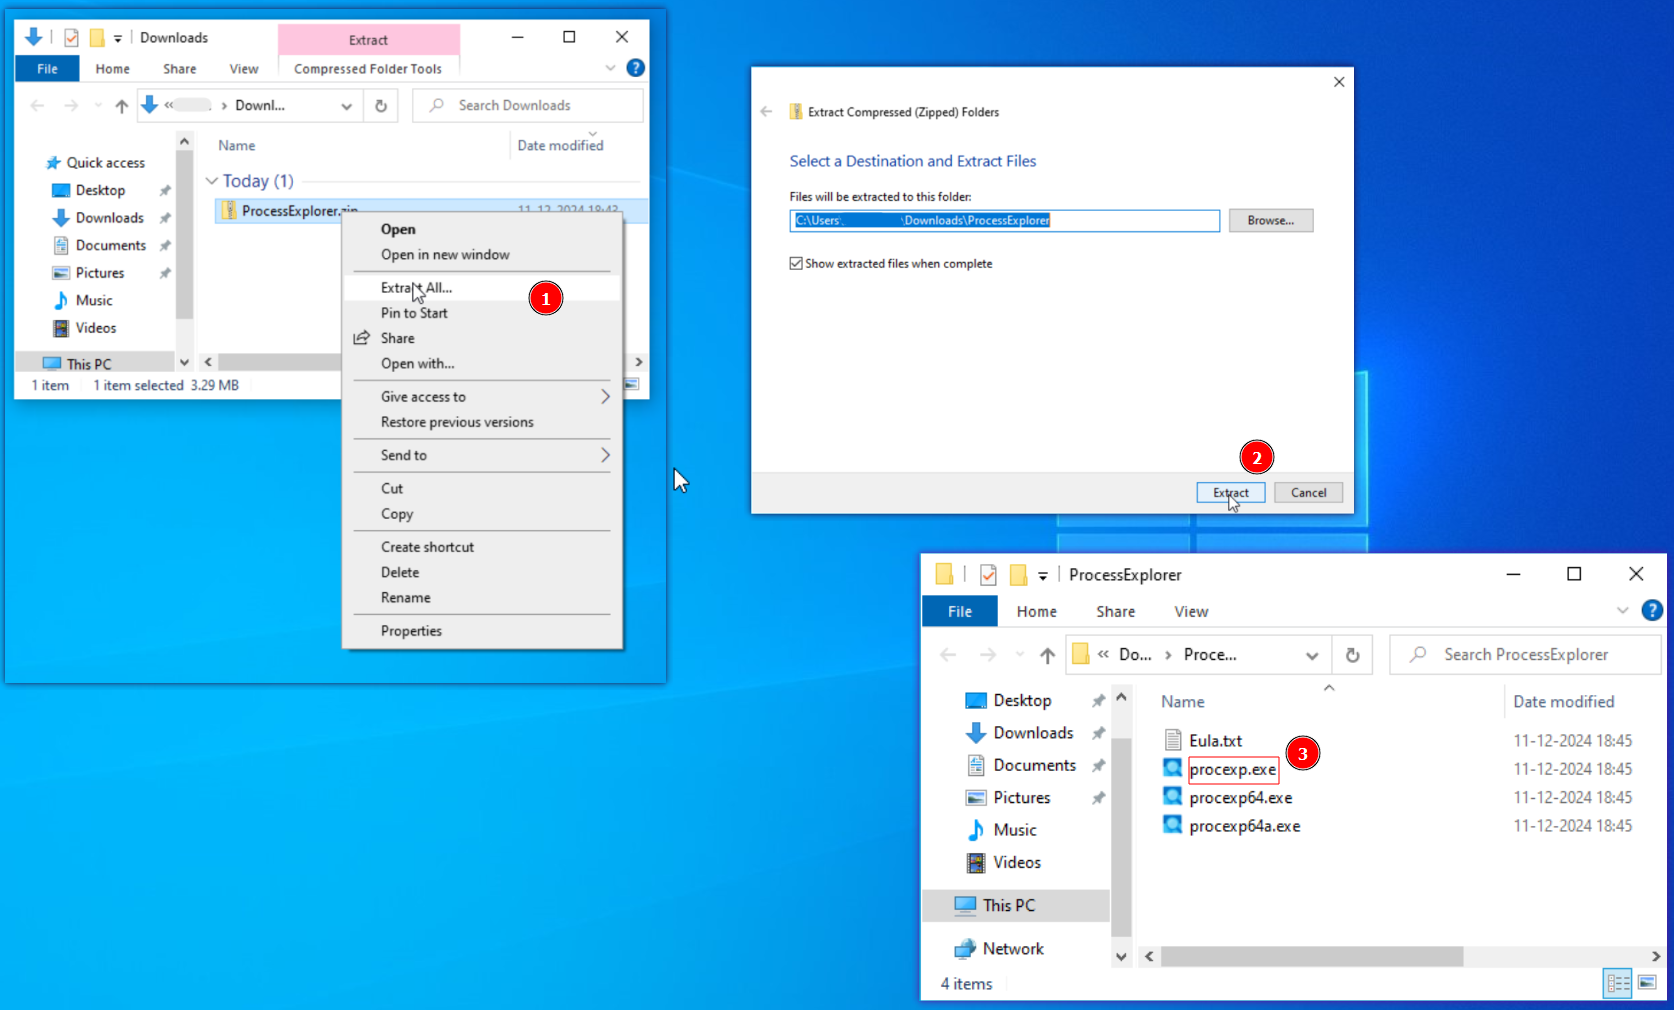 Downloads
Extract
File
Home
Share
View
Compressed Folder Tools
Downl...
Search Downloads
Name
Date modified
Quick access
Desktop
Downloads
Documents
Pictures
Music
Videos
This PC
Today (1)
ProcessExplorer.zip
11-12-2024 18:43
1 item
1 item selected 3.29 MB
Open
Open in new window
Extract All...
1
Pin to Start
Share
Open with...
Give access to
Restore previous versions
Send to
Cut
Copy
Create shortcut
Delete
Rename
Properties
Extract Compressed (Zipped) Folders
Select a Destination and Extract Files
Files will be extracted to this folder:
C:\Users\ \Downloads\ProcessExplorer
Browse...
Show extracted files when complete
2
Extract
Cancel
ProcessExplorer
File
Home
Share
View
Do...
Proce...
Search ProcessExplorer
Desktop
Downloads
Documents
Pictures
Music
Videos
This PC
Network
Name
Date modified
Eula.txt
11-12-2024 18:45
3
procexp.exe
11-12-2024 18:45
procexp64.exe
11-12-2024 18:45
procexp64a.exe
11-12-2024 18:45
4 items